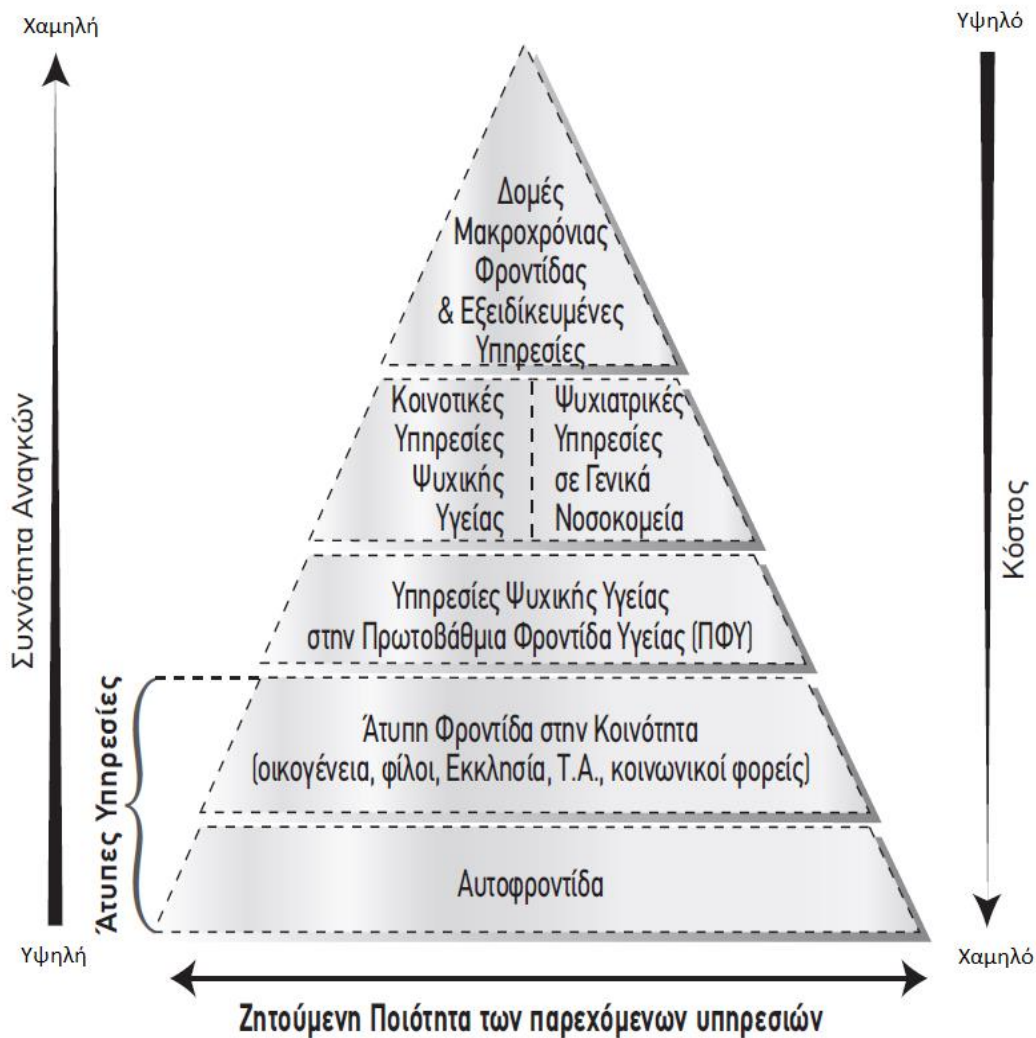 Χαμηλή
Υψηλό
Δομές
Μακροχρόνιας
Φροντίδας
& Εξειδίκευμένες
Υπηρεσίες
Κοινοτικές
Υπηρεσίες
Ψυχικής
Υγείας
Ψυχιατρικές
Υπηρεσίες
σε Γενικά
Νοσοκομεία
Υπηρεσίες Ψυχικής Υγείας
στην Πρωτοβάθμια Φροντίδα Υγείας (ΠΦΥ)
Άτυπη Φροντίδα στην Κοινότητα
(οικογένεια, φίλοι, Εκκλησία, Τ.Α., κοινωνικοί φορείς)
Αυτοφροντίδα
Συχνότητα Αναγκών
Άτυπες Υπηρεσίες
Κόστος
Υψηλή
Χαμηλό
Ζητούμενη Ποιότητα των παρεχόμενων υπηρεσιών